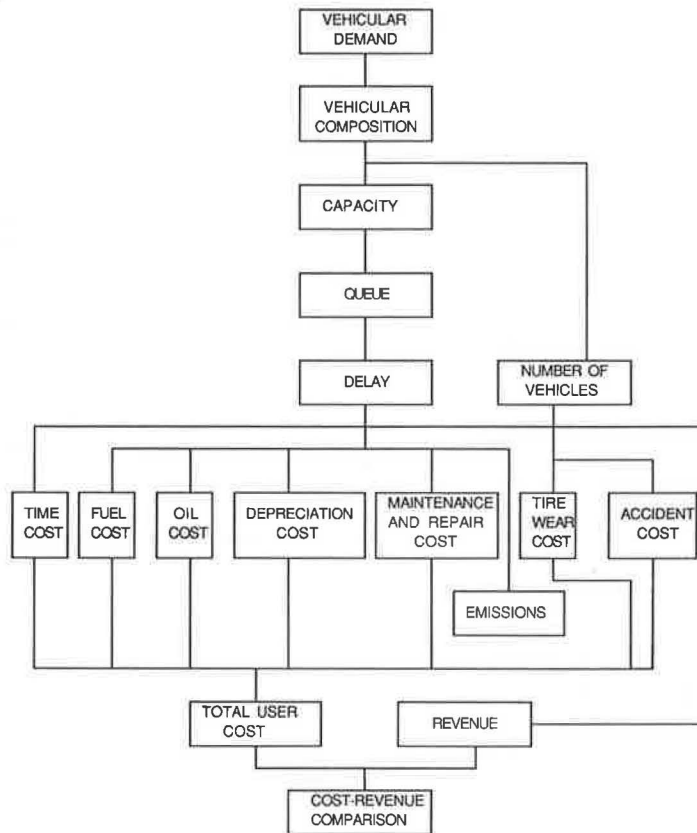 VEHICULAR
DEMAND
VEHICULAR
COMPOSITION
CAPACITY
QUEUE
DELAY
NUMBER OF
VEHICLES
TIME
COST
FUEL
COST
OIL
COST
DEPRECIATION
COST
MAINTENANCE
AND REPAIR
COST
TIRE
WEAR
COST
ACCIDENT
COST
EMISSIONS
TOTAL USER
COST
REVENUE
COST-REVENUE
COMPARISON